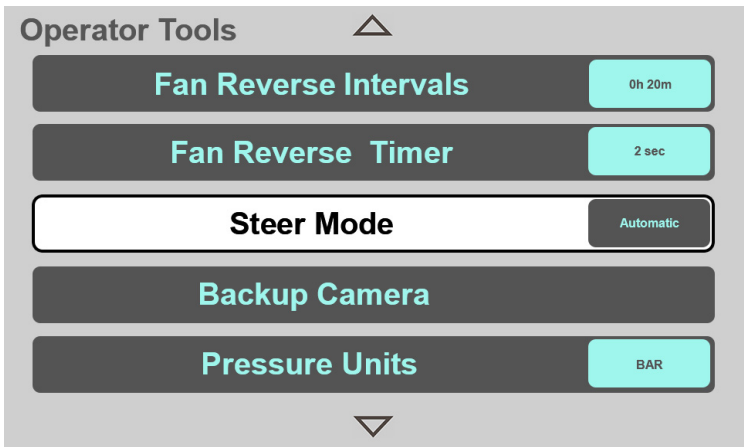 Operator Tools
Fan Reverse Intervals 0h 20m
Fan Reverse Timer 2 sec
Steer Mode Automatic
Backup Camera
Pressure Units BAR